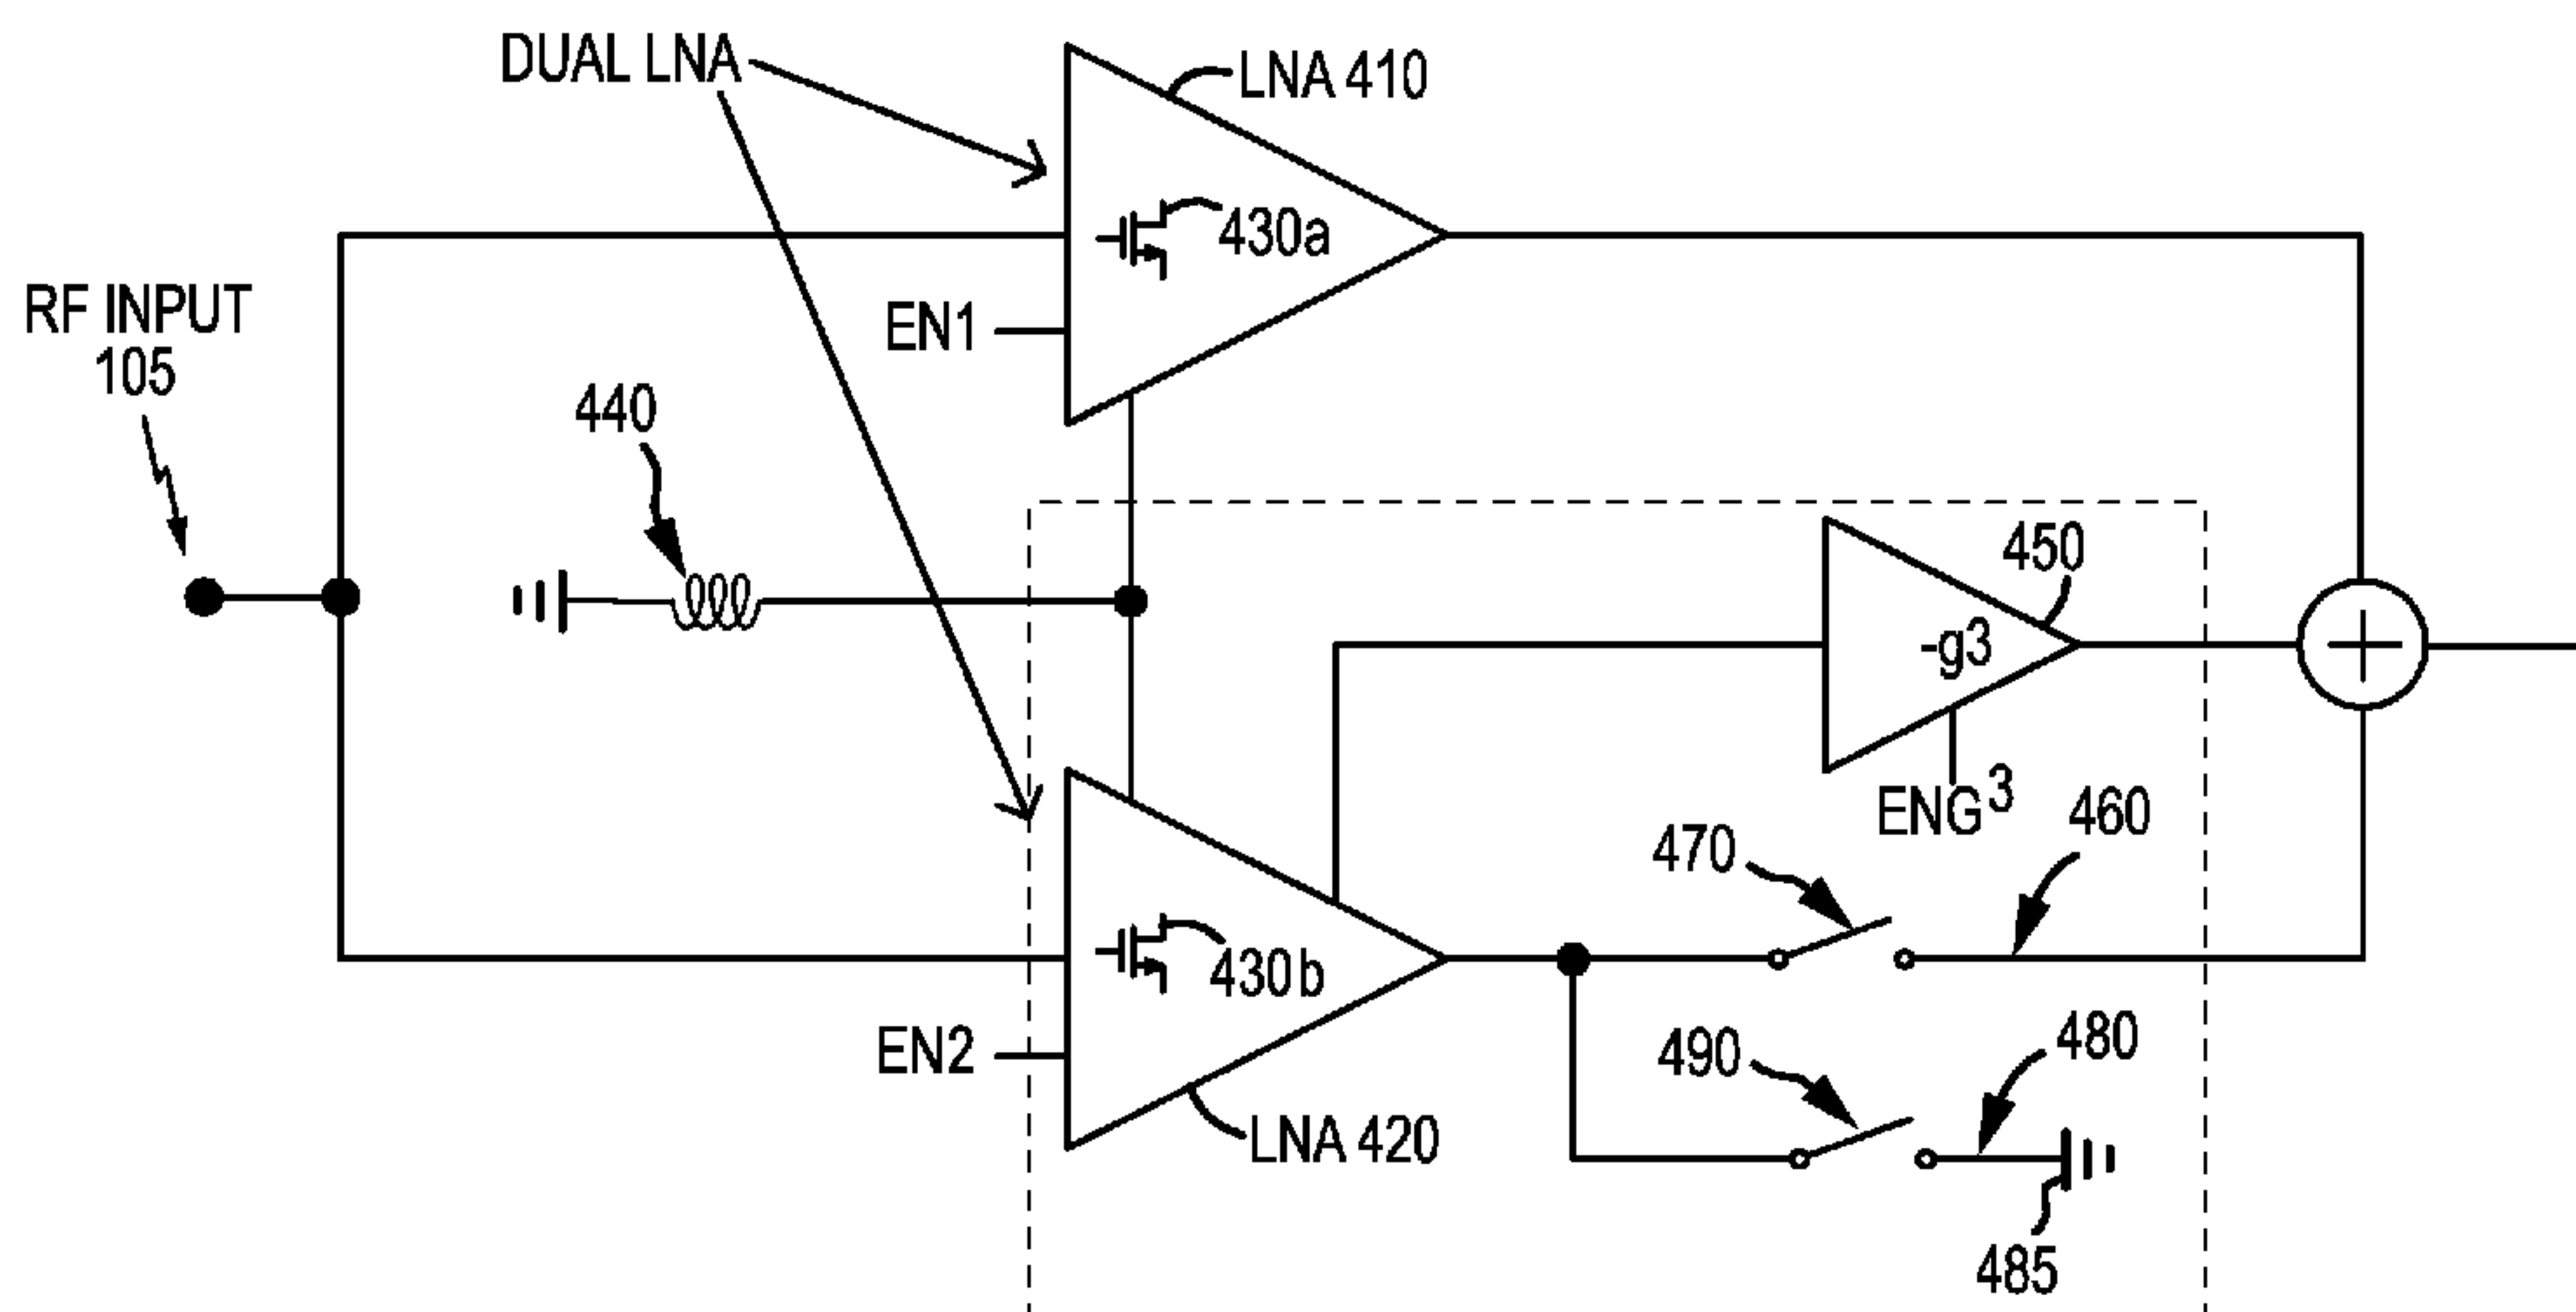 DUAL LNA
LNA 410
430a
RF INPUT
105
EN1
440
450
-g3
ENG3
460
470
430b
EN2
490
480
LNA 420
485